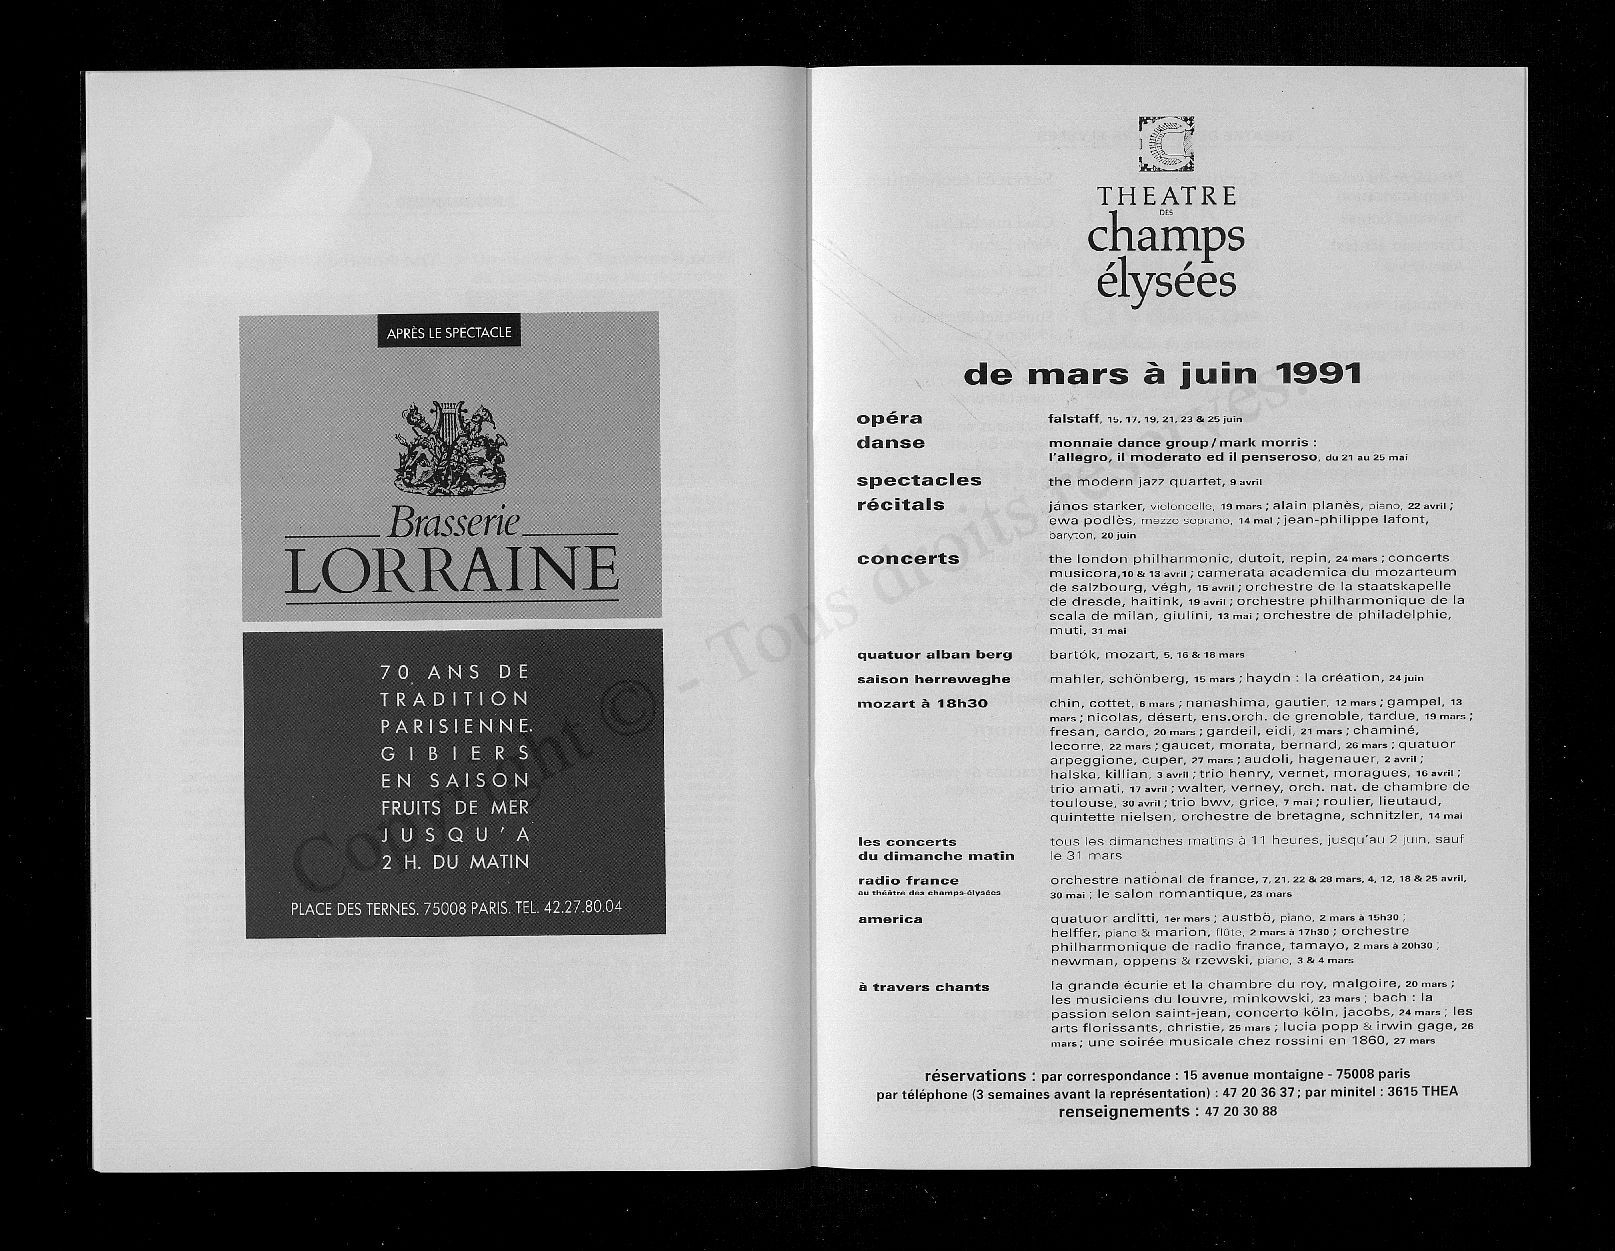 APRÈS LE SPECTACLE
Brasserie
LORRAINE
70 ANS DE
TRADITION
PARISIENNE.
GIBIERS
EN SAISON
FRUITS DE MER
JUSQU'A
2 H. DU MATIN
PLACE DES TERNES. 75008 PARIS. TEL. 42.27.80.04
THEATRE
DES
champs
élysées
de mars à juin 1991
opéra falstaff, 15, 17, 19, 21, 23 & 25 juin
danse monnaie dance group/mark morris :
l'allegro, il moderato ed il penseroso, du 21 au 25 mai
spectacles the modern jazz quartet, 9 avril
récitals jános starker, violoncelle, 19 mars ; alain planès, piano, 22 avril ;
ewa podlès, mezzo soprano, 14 mai ; jean-philippe lafont,
baryton, 20 juin
concerts the london philharmonic, dutoit, repin, 24 mars ; concerts
musicora, 10 & 13 avril ; camerata academica du mozarteum
de salzbourg, végh, 15 avril ; orchestre de la staatskapelle
de dresde, haitink, 19 avril ; orchestre philharmonique de la
scala de milan, giulini, 13 mai ; orchestre de philadelphie,
muti, 31 mai
quatuor alban berg bartók, mozart, 5, 16 & 18 mars
saison herreweghe mahler, schönberg, 15 mars ; haydn : la création, 24 juin
mozart à 18h30 chin, cottet, 6 mars ; nanashima, gautier, 12 mars ; gampel, 13
mars ; nicolas, désert, ens.orch. de grenoble, tardue, 19 mars ;
fresan, cardo, 20 mars ; gardeil, eidi, 21 mars ; chaminé,
lecorre, 22 mars ; gaucet, morata, bernard, 26 mars ; quatuor
arpeggione, cuper, 27 mars ; audoli, hagenauer, 2 avril ;
halska, killian, 3 avril ; trio henry, vernet, moragues, 16 avril ;
trio amati, 17 avril ; walter, verney, orch. nat. de chambre de
toulouse, 30 avril ; trio bwv, grice, 7 mai ; roulier, lieutaud,
quintette nielsen, orchestre de bretagne, schnitzler, 14 mai
les concerts tous les dimanches matins à 11 heures, jusqu'au 2 juin, sauf
du dimanche matin le 31 mars
radio france orchestre national de france, 7, 21, 22 & 28 mars, 4, 12, 18 & 25 avril,
au théâtre des champs-élysées 30 mai ; le salon romantique, 23 mars
america quatuor arditti, 1er mars ; austbö, piano, 2 mars à 15h30 ;
helffer, piano & marion, flûte, 2 mars à 17h30 ; orchestre
philharmonique de radio france, tamayo, 2 mars à 20h30 ;
newman, oppens & rzewski, piano, 3 & 4 mars
à travers chants la grande écurie et la chambre du roy, malgoire, 20 mars ;
les musiciens du louvre, minkowski, 23 mars ; bach : la
passion selon saint-jean, concerto köln, jacobs, 24 mars ; les
arts florissants, christie, 25 mars ; lucia popp & irwin gage, 26
mars ; une soirée musicale chez rossini en 1860, 27 mars
réservations : par correspondance : 15 avenue montaigne - 75008 paris
par téléphone (3 semaines avant la représentation) : 47 20 36 37 ; par minitel : 3615 THEA
renseignements : 47 20 30 88
Copyright © - Tous droits réservés.